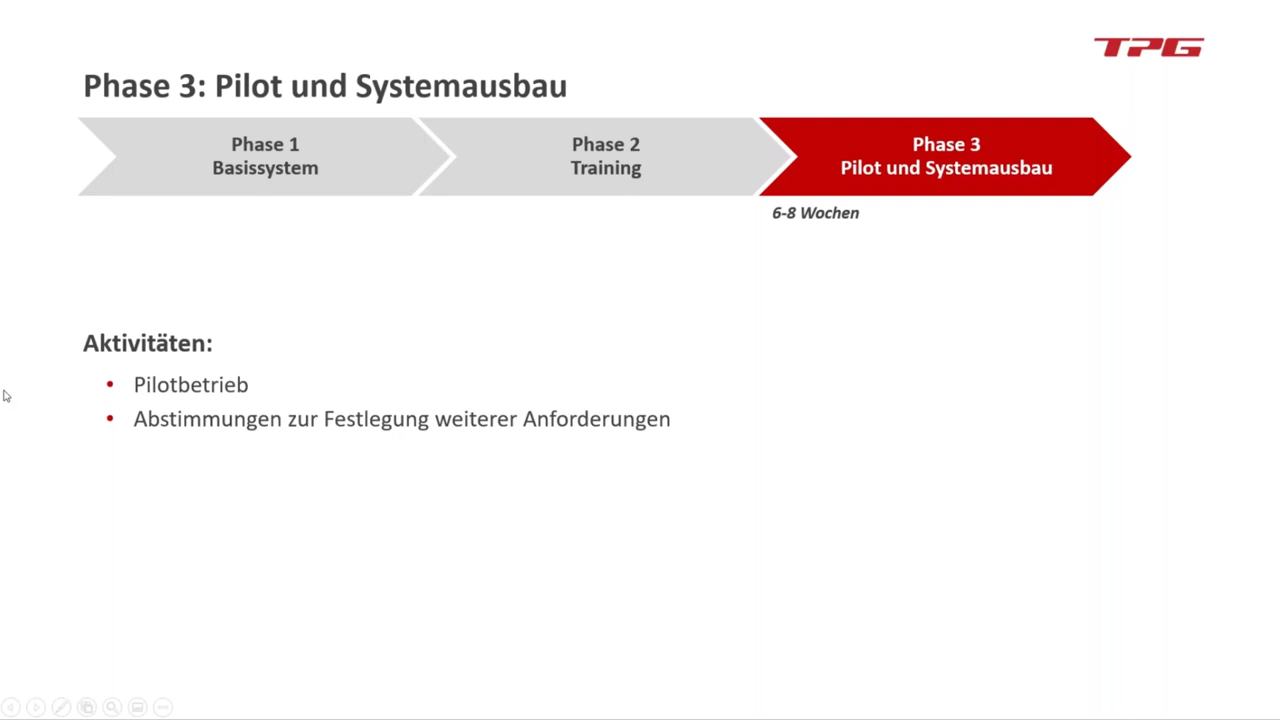 TPG
Phase 3: Pilot und Systemausbau
Phase 1
Basissystem
Phase 2
Training
Phase 3
Pilot und Systemausbau
6-8 Wochen
Aktivitäten:
• Pilotbetrieb
• Abstimmungen zur Festlegung weiterer Anforderungen